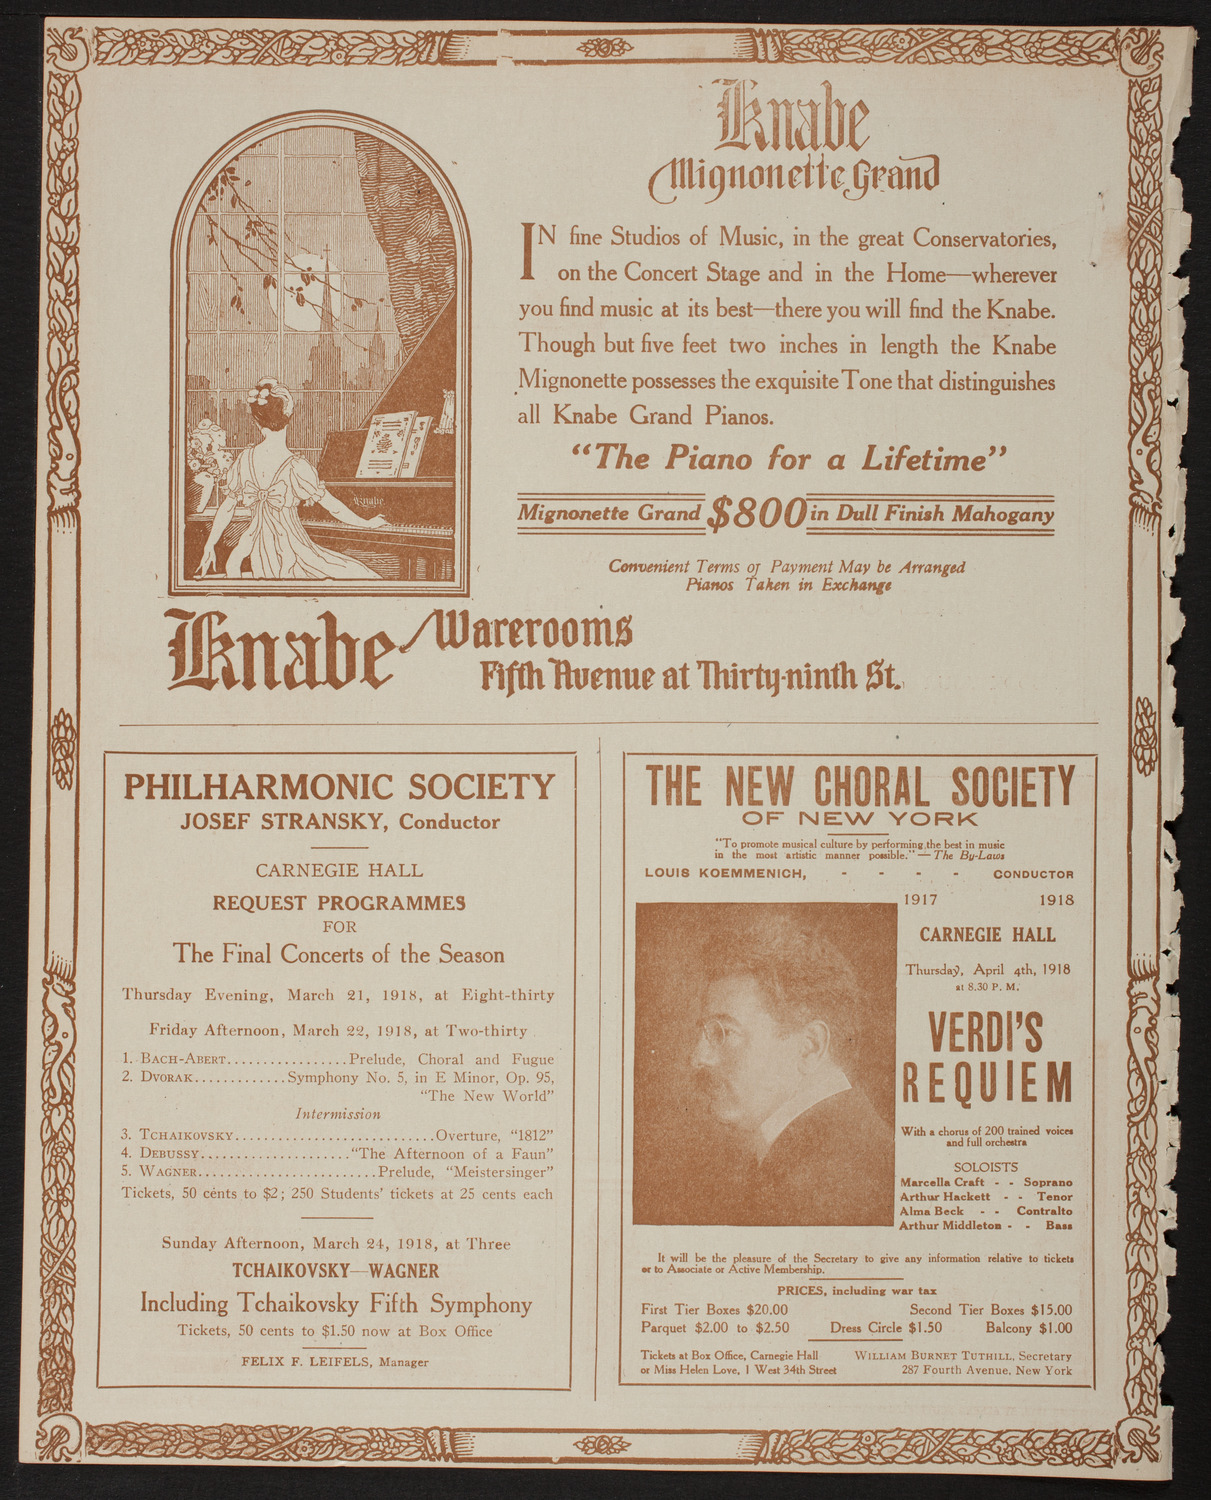 Knabe
Mignonette Grand
IN fine Studios of Music, in the great Conservatories,
on the Concert Stage and in the Home—wherever
you find music at its best—there you will find the Knabe.
Though but five feet two inches in length the Knabe
Mignonette possesses the exquisite Tone that distinguishes
all Knabe Grand Pianos.
“The Piano for a Lifetime”
Mignonette Grand $800 in Dull Finish Mahogany
Convenient Terms of Payment May be Arranged
Pianos Taken in Exchange
Knabe
Knabe Warerooms
Fifth Avenue at Thirty-ninth St.
PHILHARMONIC SOCIETY
JOSEF STRANSKY, Conductor
CARNEGIE HALL
REQUEST PROGRAMMES
FOR
The Final Concerts of the Season
Thursday Evening, March 21, 1918, at Eight-thirty
Friday Afternoon, March 22, 1918, at Two-thirty
1. BACH-ABERT................Prelude, Choral and Fugue
2. DVORAK.............Symphony No. 5, in E Minor, Op. 95,
“The New World”
Intermission
3. TCHAIKOVSKY...........................Overture, “1812”
4. DEBUSSY....................“The Afternoon of a Faun”
5. WAGNER........................Prelude, “Meistersinger”
Tickets, 50 cents to $2; 250 Students’ tickets at 25 cents each
Sunday Afternoon, March 24, 1918, at Three
TCHAIKOVSKY—WAGNER
Including Tchaikovsky Fifth Symphony
Tickets, 50 cents to $1.50 now at Box Office
FELIX F. LEIFELS, Manager
THE NEW CHORAL SOCIETY
OF NEW YORK
“To promote musical culture by performing the best in music
in the most artistic manner possible.”—The By-Laws
LOUIS KOEMMENICH, - - - - CONDUCTOR
1917 1918
CARNEGIE HALL
Thursday, April 4th, 1918
at 8.30 P. M.
VERDI’S
REQUIEM
With a chorus of 200 trained voices
and full orchestra
SOLOISTS
Marcella Craft - - Soprano
Arthur Hackett - - Tenor
Alma Beck - - Contralto
Arthur Middleton - - Bass
It will be the pleasure of the Secretary to give any information relative to tickets
or to Associate or Active Membership.
PRICES, including war tax
First Tier Boxes $20.00 Second Tier Boxes $15.00
Parquet $2.00 to $2.50 Dress Circle $1.50 Balcony $1.00
Tickets at Box Office, Carnegie Hall
or Miss Helen Love, 1 West 34th Street
WILLIAM BURNET TUTHILL, Secretary
287 Fourth Avenue, New York